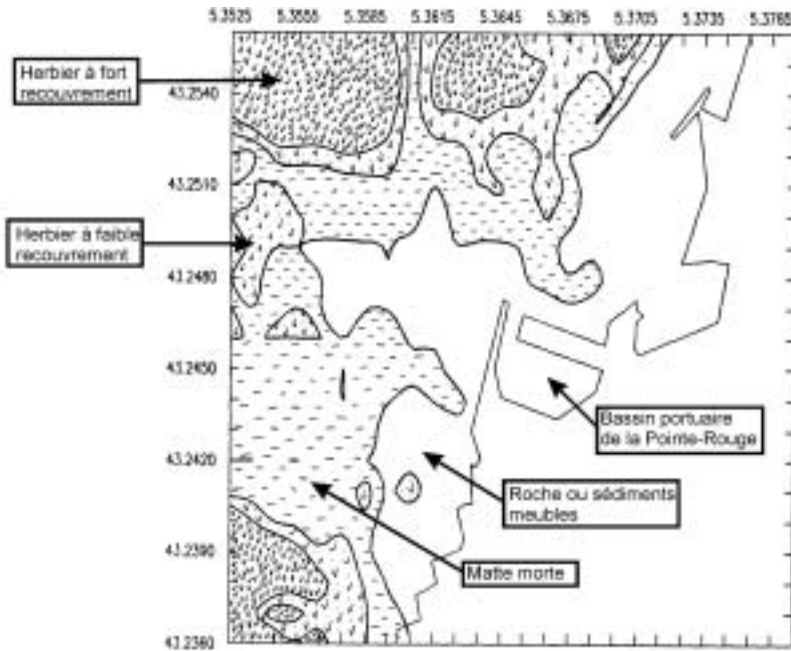 5.3525 5.3555 5.3585 5.3615 5.3645 5.3675 5.3705 5.3735 5.3765
Herbier à fort
recouvrement
43.2540
43.2510
Herbier à faible
recouvrement
43.2480
43.2450
Bassin portuaire
de la Pointe-Rouge
43.2420
Roche ou sédiments
meubles
43.2390
Matte morte
43.2360